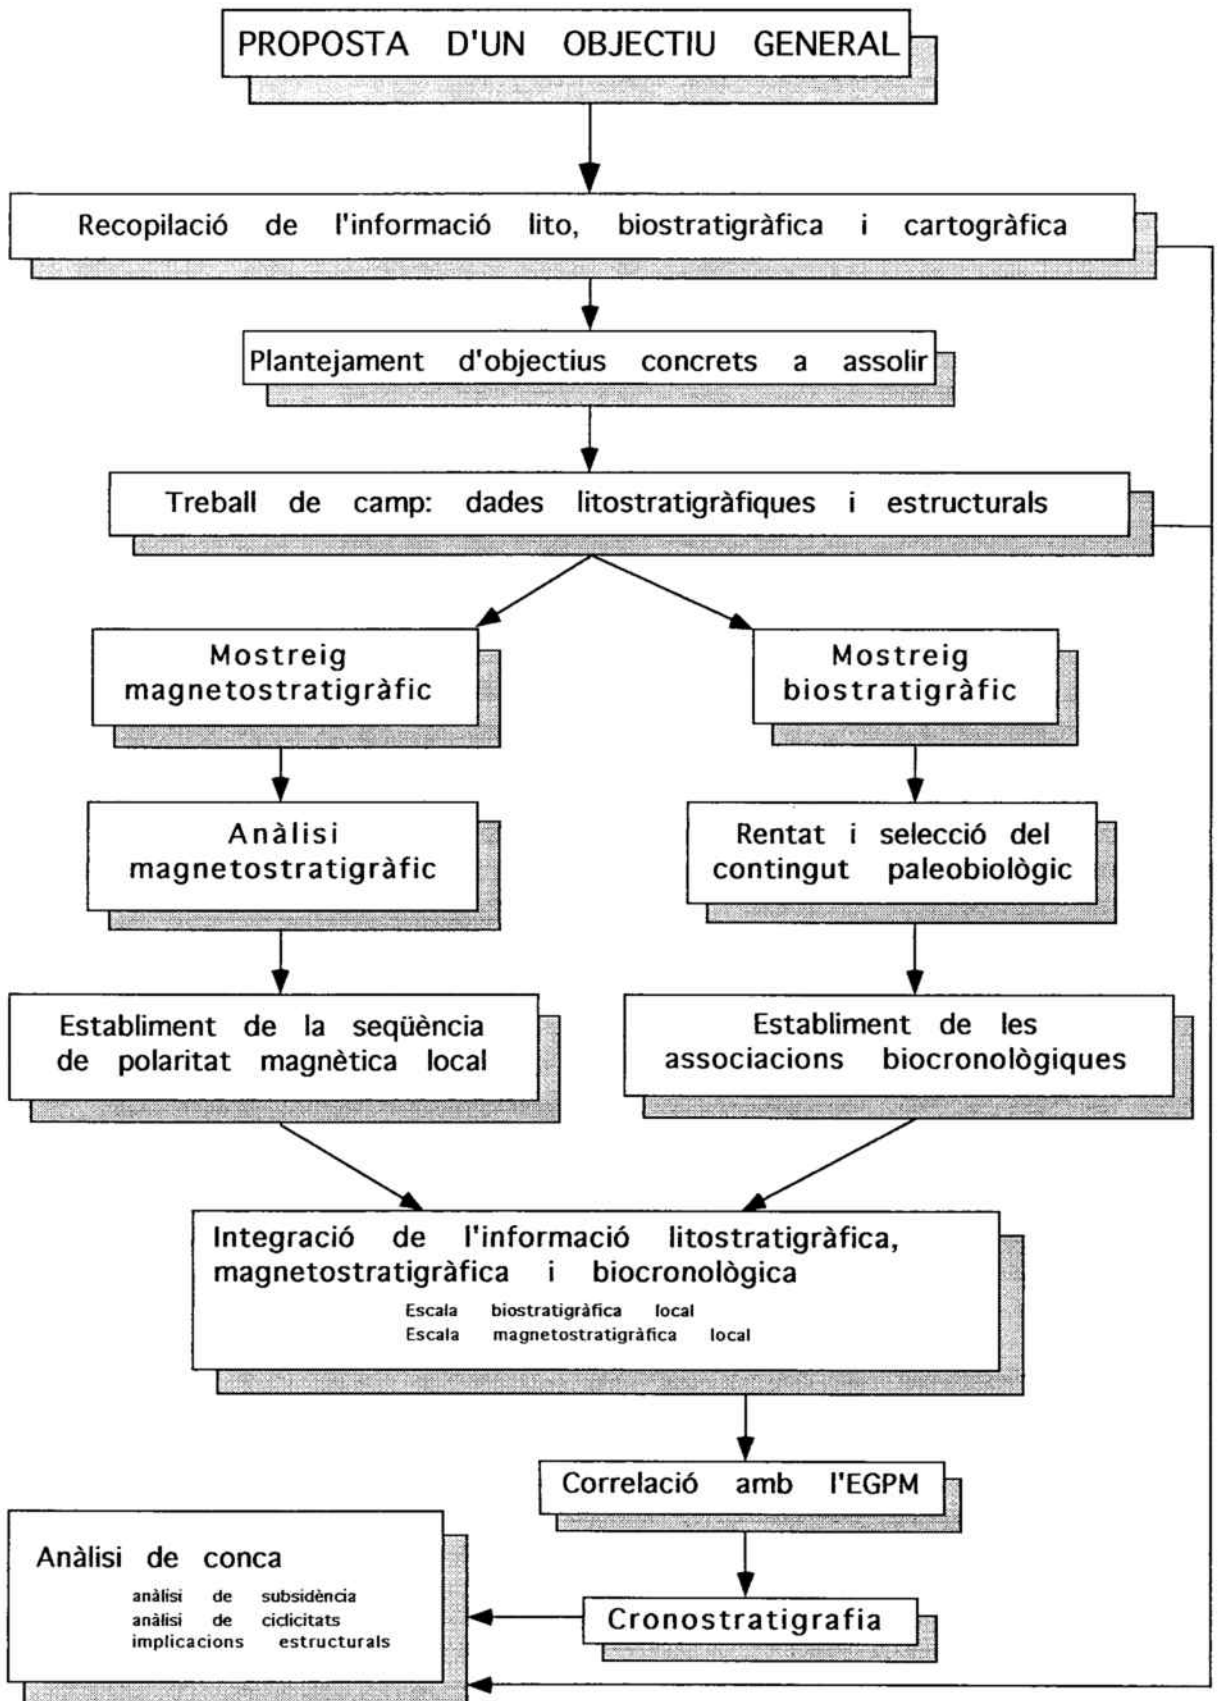 PROPOSTA D'UN OBJECTIU GENERAL
Recopilació de l'informació lito, biostratigràfica i cartogràfica
Plantejament d'objectius concrets a assolir
Treball de camp: dades litostratigràfiques i estructurals
Mostreig
magnetostratigràfic
Mostreig
biostratigràfic
Anàlisi
magnetostratigràfic
Rentat i selecció del
contingut paleobiològic
Establiment de la seqüència
de polaritat magnètica local
Establiment de les
associacions biocronològiques
Integració de l'informació litostratigràfica,
magnetostratigràfica i biocronològica
Escala biostratigràfica local
Escala magnetostratigràfica local
Correlació amb l'EGPM
Cronostratigrafia
Anàlisi de conca
anàlisi de subsidència
anàlisi de ciclicitats
implicacions estructurals